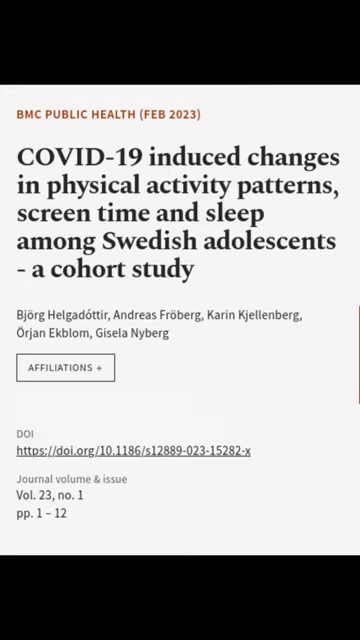 BMC PUBLIC HEALTH (FEB 2023)
COVID-19 induced changes
in physical activity patterns,
screen time and sleep
among Swedish adolescents
- a cohort study
Björg Helgadóttir, Andreas Fröberg, Karin Kjellenberg,
Örjan Ekblom, Gisela Nyberg
AFFILIATIONS +
DOI
https://doi.org/10.1186/s12889-023-15282-x
Journal volume & issue
Vol. 23, no. 1
pp. 1 – 12